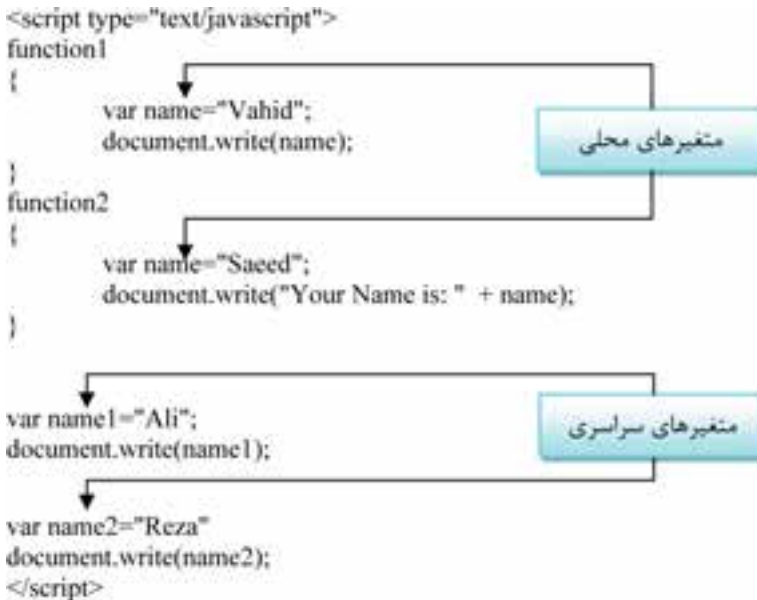 <script type="text/javascript">
function1
{
var name="Vahid";
document.write(name);
متغیرهای محلی
}
function2
{
var name="Saeed";
document.write("Your Name is: " + name);
}
var name1="Ali";
متغیرهای سراسری
document.write(name1);
var name2="Reza"
document.write(name2);
</script>